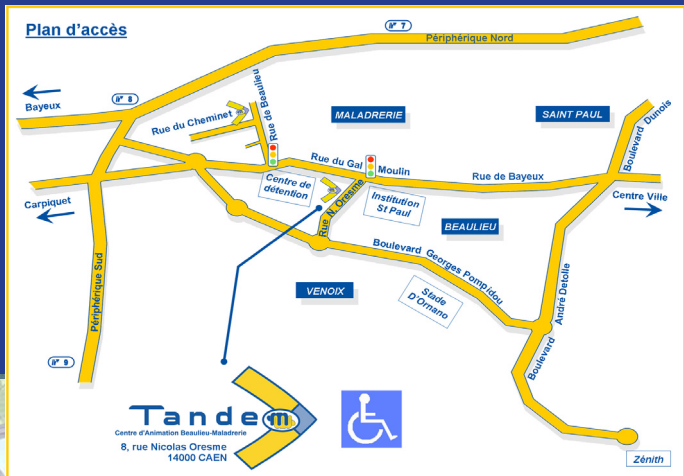 Plan d'accès
n° 7
Périphérique Nord
n° 8
Bayeux
Rue du Cheminet
Rue de Beaulieu
MALADRERIE
SAINT PAUL
Boulevard Dunois
Rue du Gal Moulin
Rue de Bayeux
Centre de
détention
Institution
St Paul
Carpiquet
Centre Ville
Rue N. Oresme
BEAULIEU
Boulevard Georges Pompidou
Périphérique Sud
VENOIX
Stade
D'Ornano
Boulevard André Detolle
n° 9
Tandem
Centre d'Animation Beaulieu-Maladrerie
8, rue Nicolas Oresme
14000 CAEN
Zénith